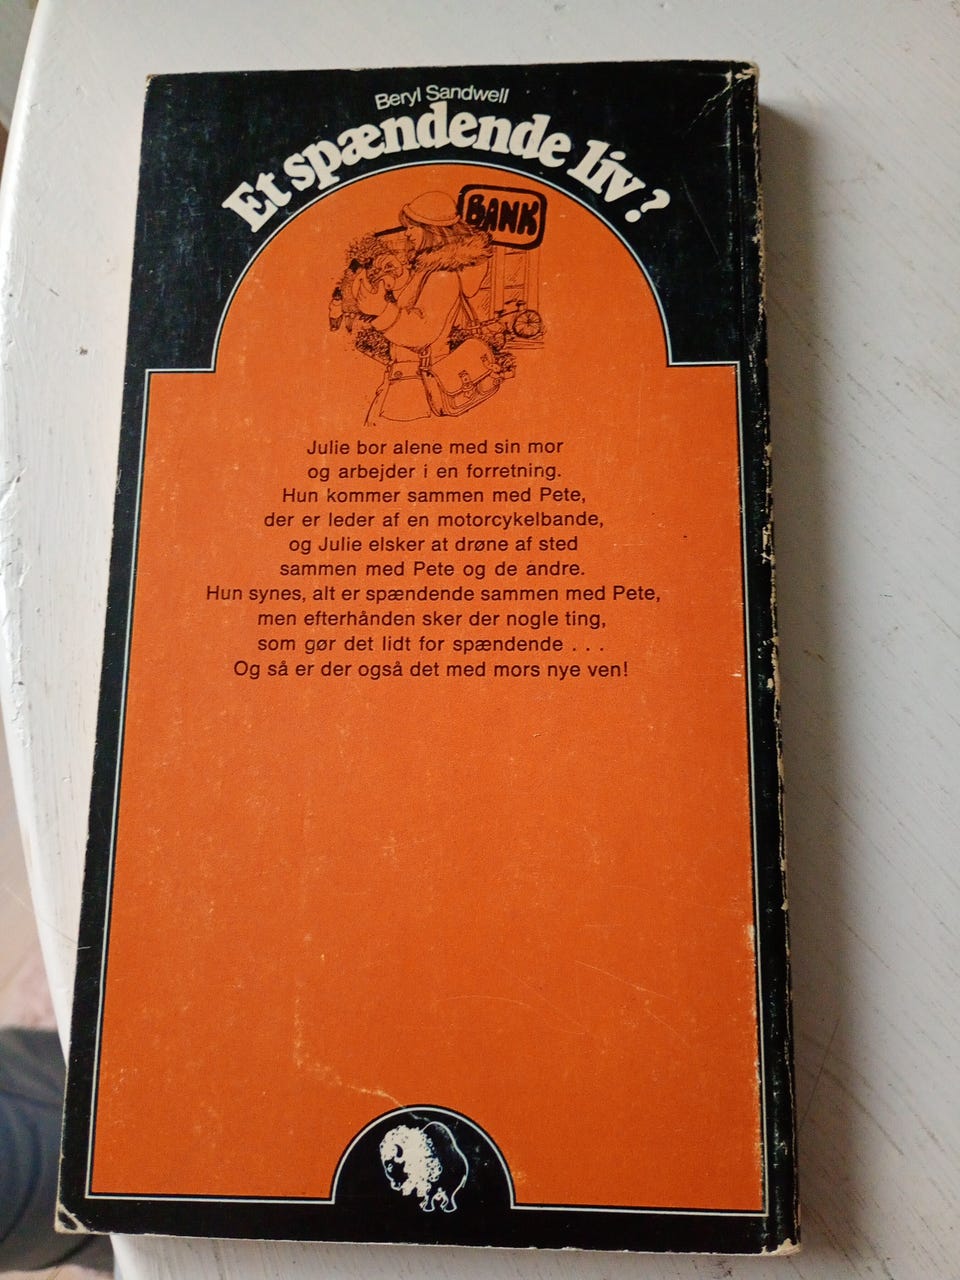 Beryl Sandwell
Et spændende liv?
BANK
Julie bor alene med sin mor
og arbejder i en forretning.
Hun kommer sammen med Pete,
der er leder af en motorcykelbande,
og Julie elsker at drøne af sted
sammen med Pete og de andre.
Hun synes, alt er spændende sammen med Pete,
men efterhånden sker der nogle ting,
som gør det lidt for spændende . . .
Og så er der også det med mors nye ven!